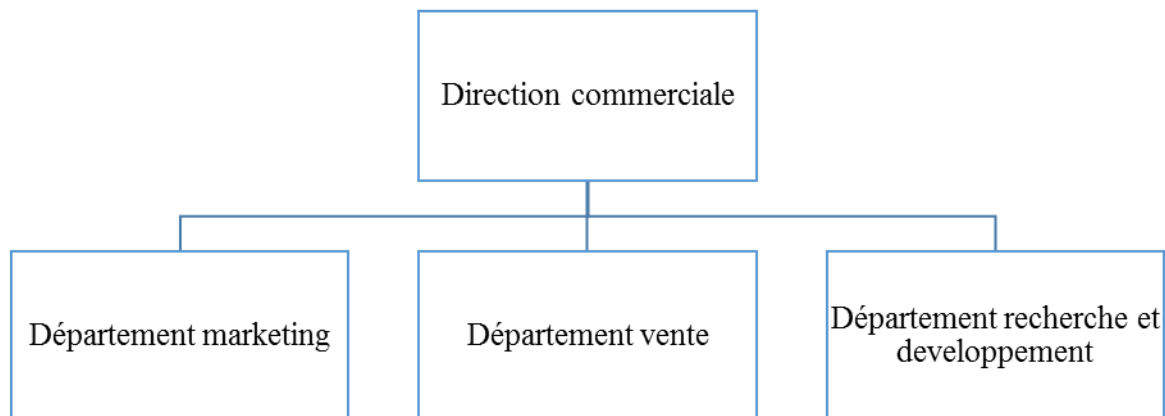 Direction commerciale
Département marketing
Département vente
Département recherche et
developpement